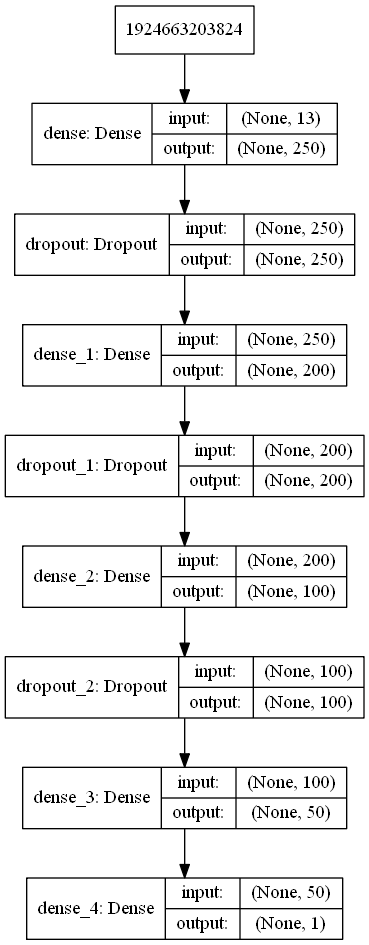 1924663203824
dense: Dense
input: (None, 13)
output: (None, 250)
dropout: Dropout
input: (None, 250)
output: (None, 250)
dense_1: Dense
input: (None, 250)
output: (None, 200)
dropout_1: Dropout
input: (None, 200)
output: (None, 200)
dense_2: Dense
input: (None, 200)
output: (None, 100)
dropout_2: Dropout
input: (None, 100)
output: (None, 100)
dense_3: Dense
input: (None, 100)
output: (None, 50)
dense_4: Dense
input: (None, 50)
output: (None, 1)